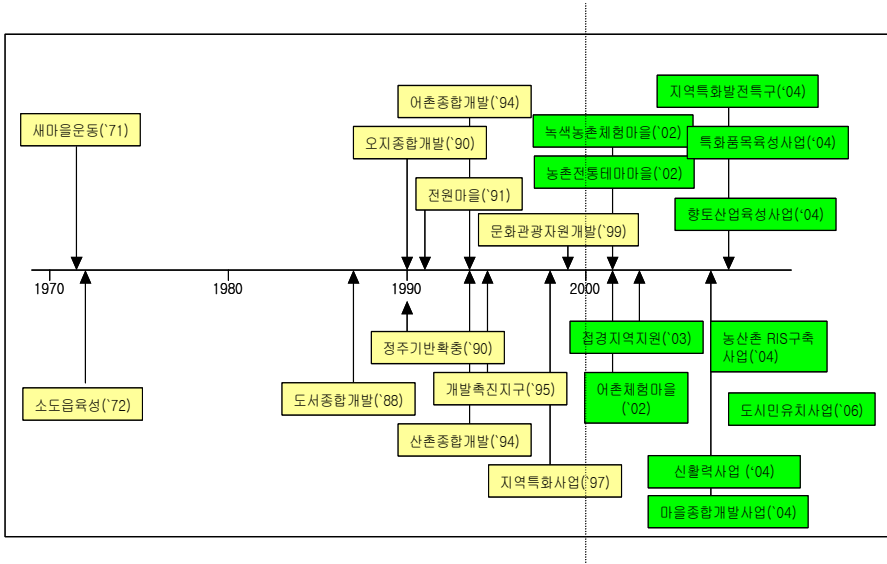 어촌종합개발(`94)
지역특화발전특구(‘04)
새마을운동(`71)
오지종합개발(`90)
녹색농촌체험마을(`02)
특화품목육성사업(‘04)
농촌전통테마마을(`02)
전원마을(`91)
향토산업육성사업(‘04)
문화관광자원개발(`99)
1970
1980
1990
2000
정주기반확충(`90)
접경지역지원(`03)
농산촌 RIS구축
사업(`04)
소도읍육성(`72)
도서종합개발(`88)
개발촉진지구(`95)
어촌체험마을
(`02)
도시민유치사업(`06)
산촌종합개발(`94)
지역특화사업(`97)
신활력사업 (‘04)
마을종합개발사업(‘04)